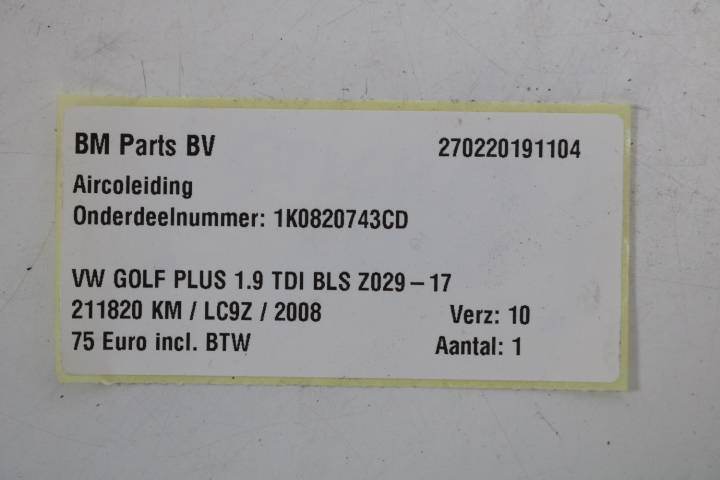 BM Parts BV 270220191104
Aircoleiding
Onderdeelnummer: 1K0820743CD
VW GOLF PLUS 1.9 TDI BLS Z029-17
211820 KM / LC9Z / 2008 Verz: 10
75 Euro incl. BTW Aantal: 1